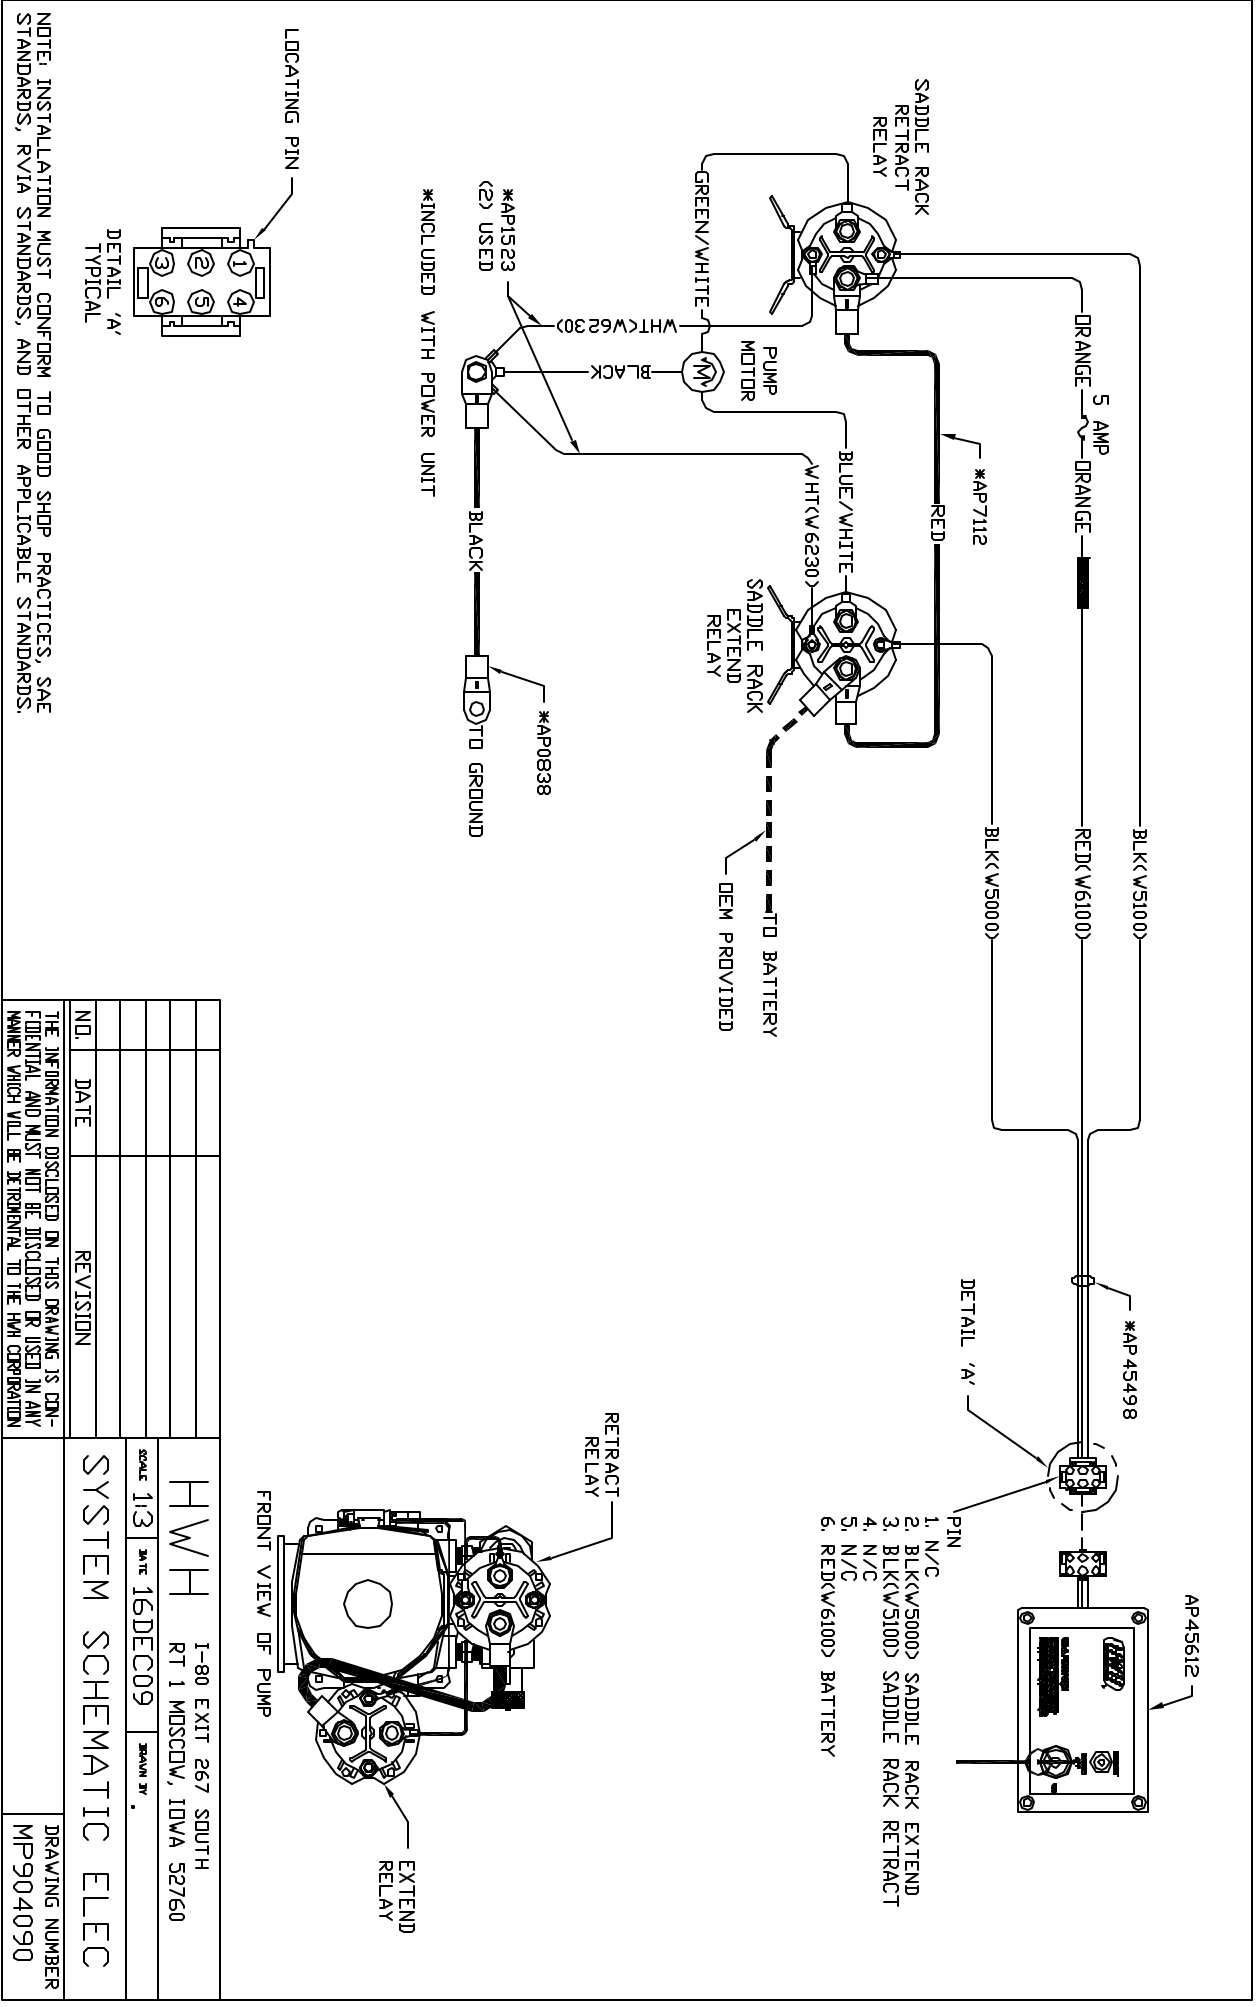 SADDLE RACK
RETRACT
RELAY
GREEN/WHITE
WHT(W6230)
BLACK
PUMP
MOTOR
*AP1523
(2) USED
*INCLUDED WITH POWER UNIT
ORANGE
5 AMP
ORANGE
*AP7112
RED
BLUE/WHITE
WHT(W6230)
SADDLE RACK
EXTEND
RELAY
BLACK
*AP0838
TO GROUND
TO BATTERY
OEM PROVIDED
BLK(W5100)
RED(W6100)
BLK(W5000)
*AP45498
DETAIL 'A'
AP45612
HWH
PIN
1. N/C
2. BLK(W5000) SADDLE RACK EXTEND
3. BLK(W5100) SADDLE RACK RETRACT
4. N/C
5. N/C
6. RED(W6100) BATTERY
RETRACT
RELAY
EXTEND
RELAY
FRONT VIEW OF PUMP
LOCATING PIN
1
2
3
4
5
6
DETAIL 'A'
TYPICAL
NOTE: INSTALLATION MUST CONFORM TO GOOD SHOP PRACTICES, SAE
STANDARDS, RVIA STANDARDS, AND OTHER APPLICABLE STANDARDS.
NO. DATE REVISION
THE INFORMATION DISCLOSED ON THIS DRAWING IS CON-
FIDENTIAL AND MUST NOT BE DISCLOSED OR USED IN ANY
MANNER WHICH WILL BE DETRIMENTAL TO THE HWH CORPORATION
HWH
I-80 EXIT 267 SOUTH
RT 1 MOSCOW, IOWA 52760
SCALE 1:3 DATE 16DEC09 DRAWN BY .
SYSTEM SCHEMATIC ELEC
DRAWING NUMBER
MP904090